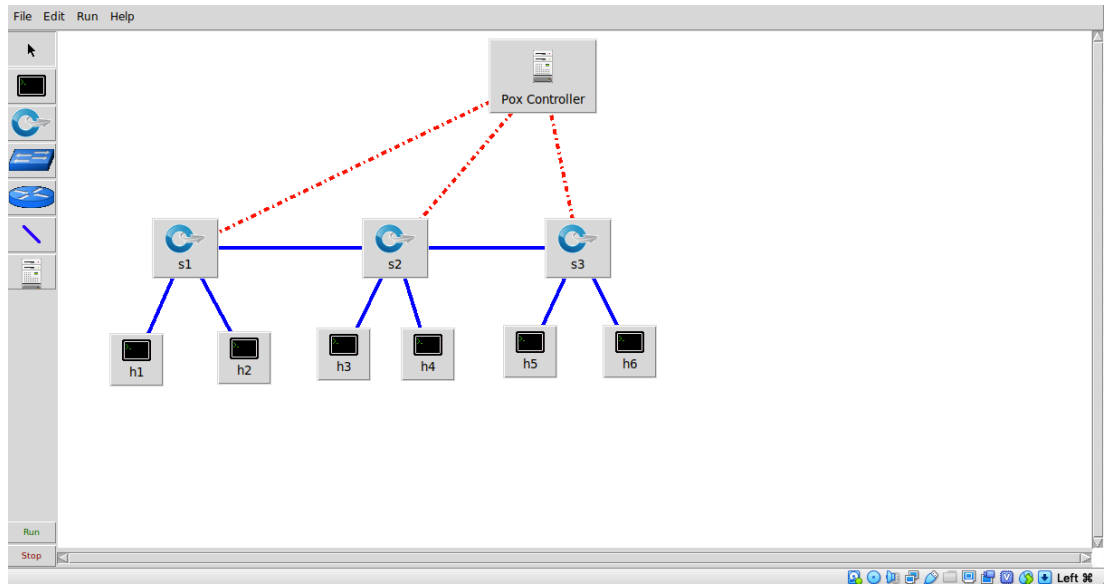 File Edit Run Help
Pox Controller
s1
s2
s3
h1
h2
h3
h4
h5
h6
Run
Stop
Left ⌘